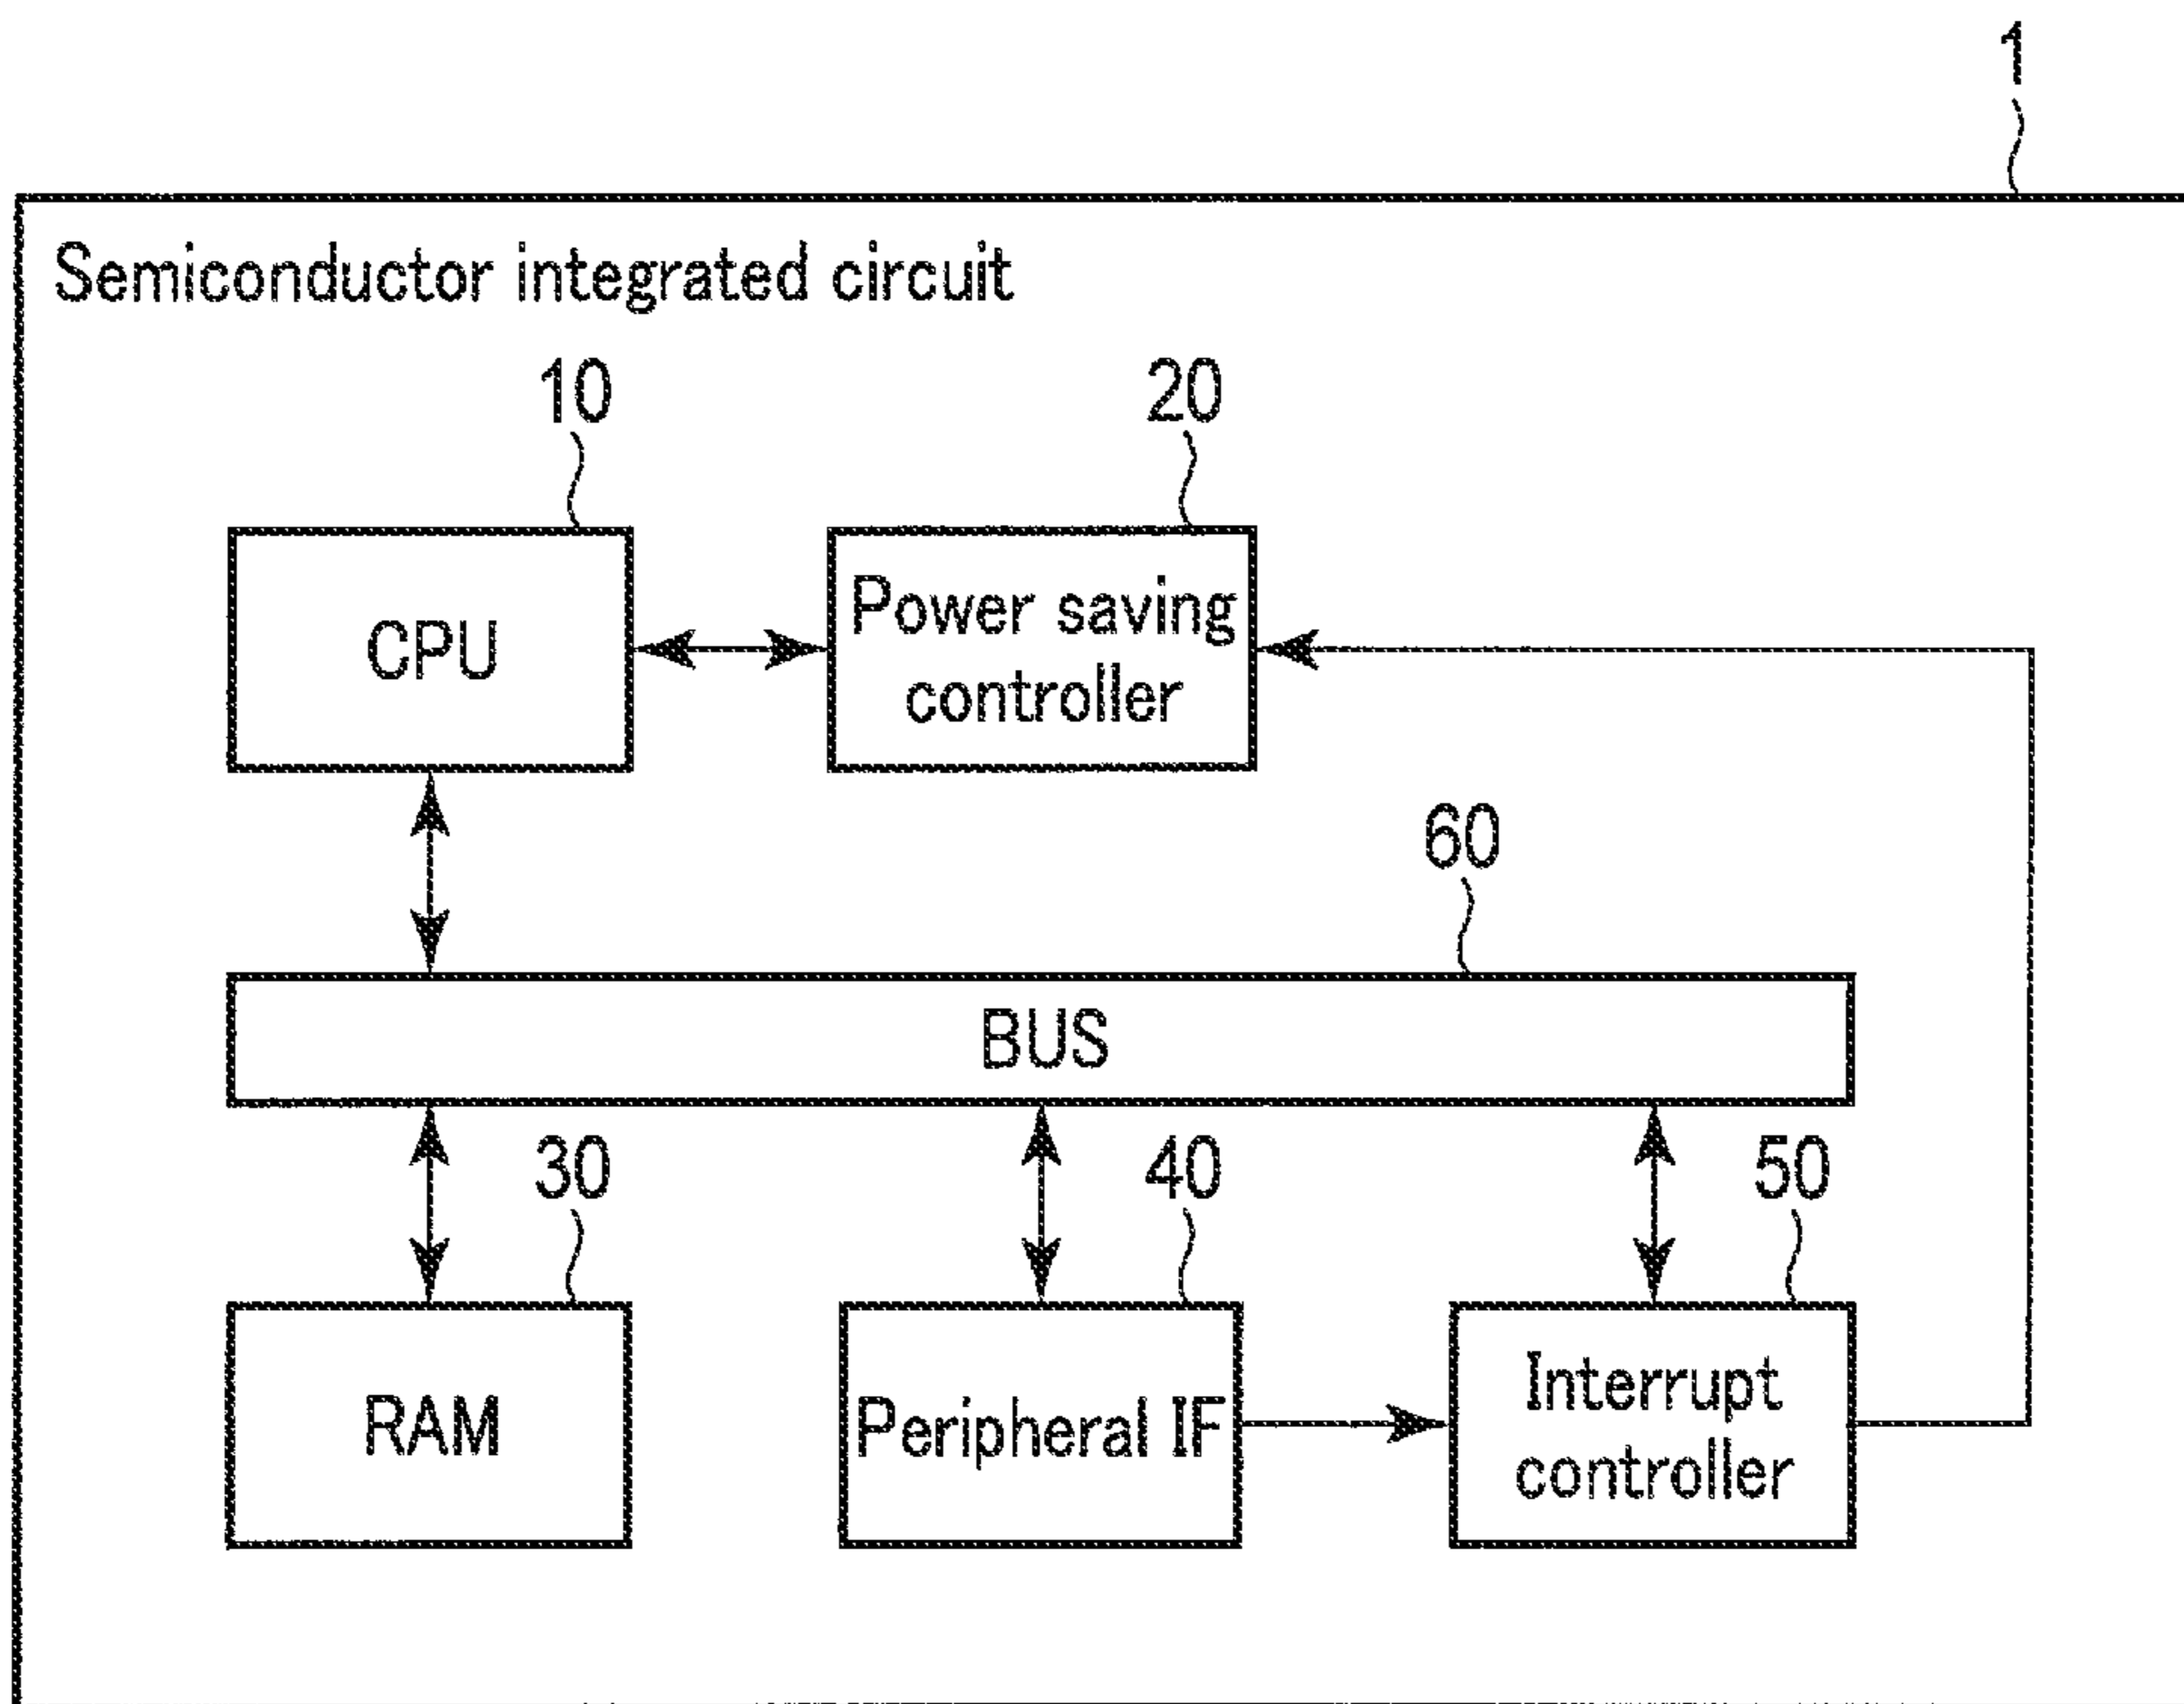 1
Semiconductor integrated circuit
10
20
CPU
Power saving
controller
60
BUS
30
40
50
RAM
Peripheral IF
Interrupt
controller